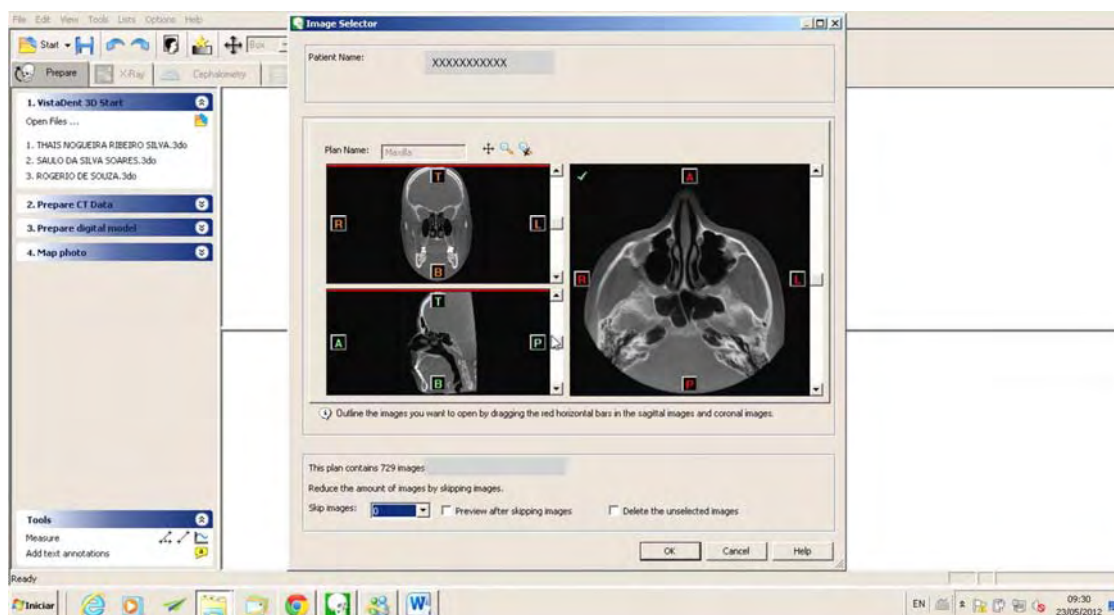 File Edit View Tools Lists Options Help
Start
Box
Prepare X-Ray Cephalometry
1. VistaDent 3D Start
Open Files ...
1. THAIS NOGUEIRA RIBEIRO SILVA.3do
2. SAULO DA SILVA SOARES.3do
3. ROGERIO DE SOUZA.3do
2. Prepare CT Data
3. Prepare digital model
4. Map photo
Tools
Measure
Add text annotations
Ready
Image Selector
Patient Name: XXXXXXXXXXX
Plan Name: Maxilla
T
R L
B
T
A P
B
A
R L
P
Outline the images you want to open by dragging the red horizontal bars in the sagittal images and coronal images.
This plan contains 729 images
Reduce the amount of images by skipping images.
Skip images: 0 Preview after skipping images Delete the unselected images
OK Cancel Help
Iniciar
EN
09:30
23/05/2012